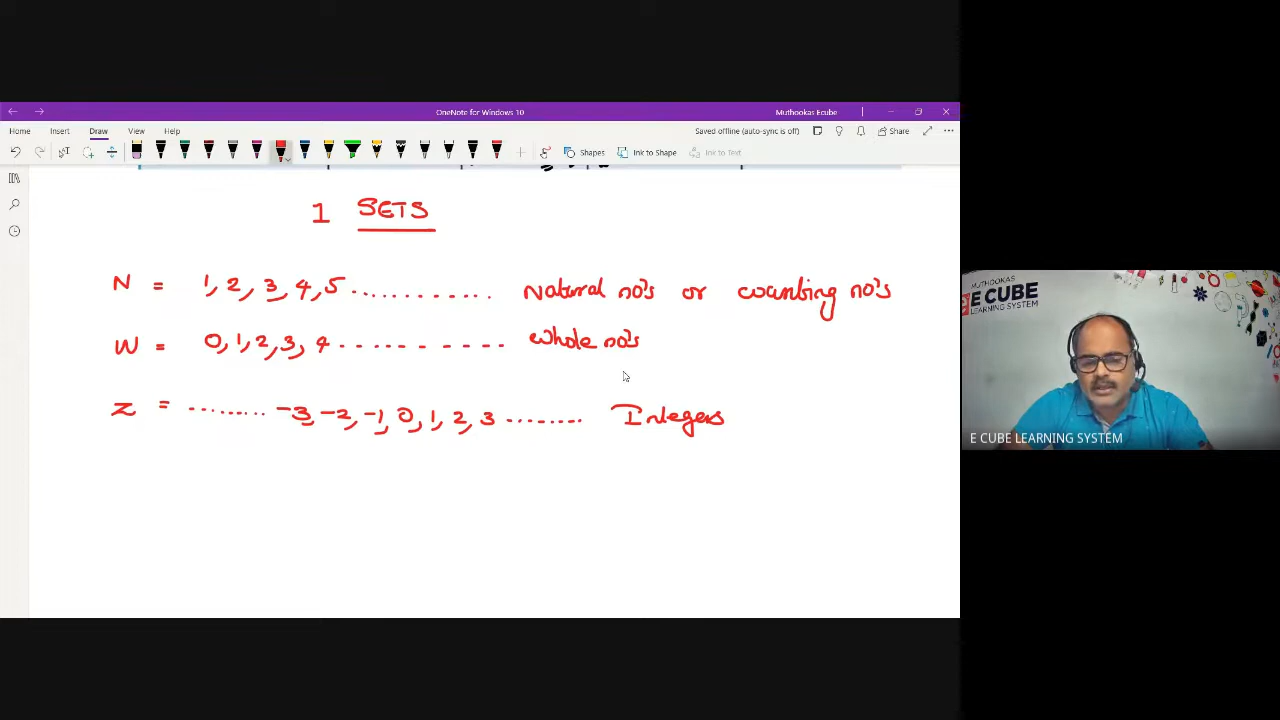 OneNote for Windows 10
Muthookas Ecube
Home Insert Draw View Help
Saved offline (auto-sync is off)
Share
Shapes
Ink to Shape
Ink to Text
1 SETS
N = 1, 2, 3, 4, 5 ........... Natural no's or counting no's
W = 0, 1, 2, 3, 4 ......... Whole no's
Z = ........ -3, -2, -1, 0, 1, 2, 3 ........ Integers
MUTHOOKAS
E CUBE
LEARNING SYSTEM
E CUBE LEARNING SYSTEM